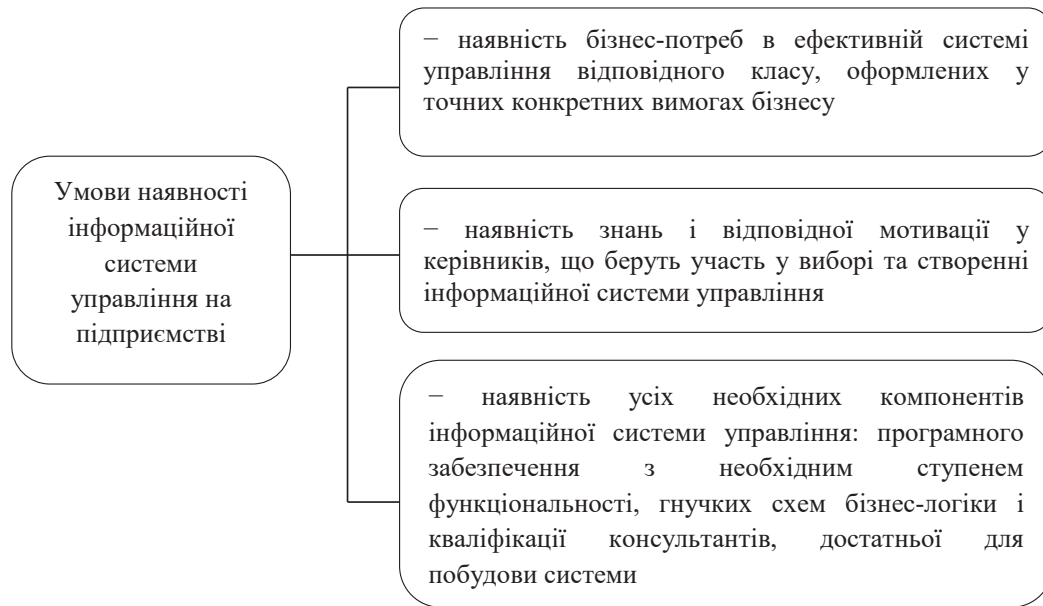 Умови наявності
інформаційної
системи
управління на
підприємстві
− наявність бізнес-потреб в ефективній системі
управління відповідного класу, оформлених у
точних конкретних вимогах бізнесу
− наявність знань і відповідної мотивації у
керівників, що беруть участь у виборі та створенні
інформаційної системи управління
− наявність усіх необхідних компонентів
інформаційної системи управління: програмного
забезпечення з необхідним ступенем
функціональності, гнучких схем бізнес-логіки і
кваліфікації консультантів, достатньої для
побудови системи